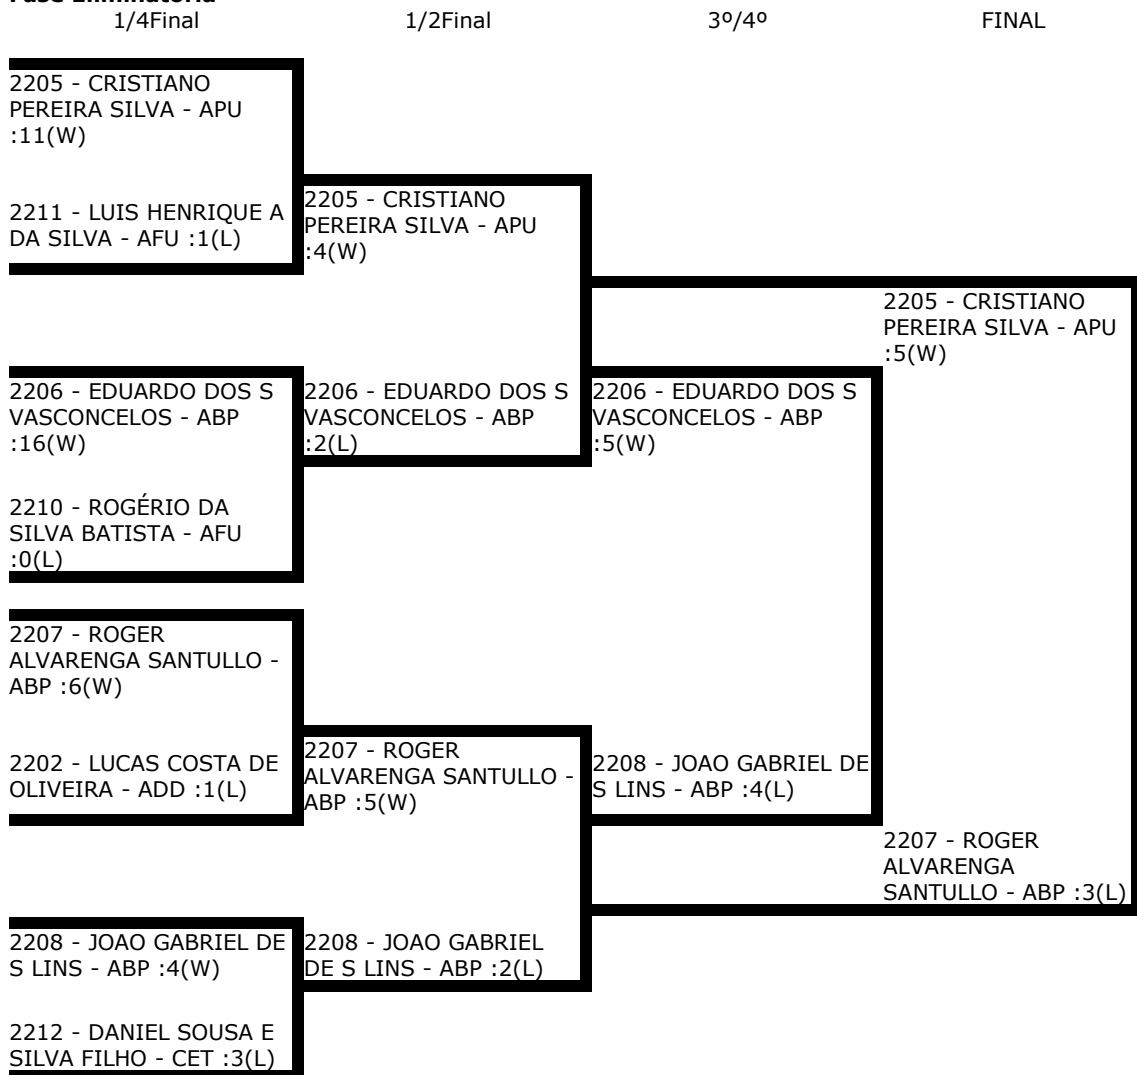 1/4Final
1/2Final
3º/4º
FINAL
2205 - CRISTIANO
PEREIRA SILVA - APU
:11(W)
2211 - LUIS HENRIQUE A
DA SILVA - AFU :1(L)
2206 - EDUARDO DOS S
VASCONCELOS - ABP
:16(W)
2210 - ROGÉRIO DA
SILVA BATISTA - AFU
:0(L)
2207 - ROGER
ALVARENGA SANTULLO -
ABP :6(W)
2202 - LUCAS COSTA DE
OLIVEIRA - ADD :1(L)
2208 - JOAO GABRIEL DE
S LINS - ABP :4(W)
2212 - DANIEL SOUSA E
SILVA FILHO - CET :3(L)
2205 - CRISTIANO
PEREIRA SILVA - APU
:4(W)
2206 - EDUARDO DOS S
VASCONCELOS - ABP
:2(L)
2207 - ROGER
ALVARENGA SANTULLO -
ABP :5(W)
2208 - JOAO GABRIEL
DE S LINS - ABP :2(L)
2206 - EDUARDO DOS S
VASCONCELOS - ABP
:5(W)
2208 - JOAO GABRIEL DE
S LINS - ABP :4(L)
2205 - CRISTIANO
PEREIRA SILVA - APU
:5(W)
2207 - ROGER
ALVARENGA
SANTULLO - ABP :3(L)